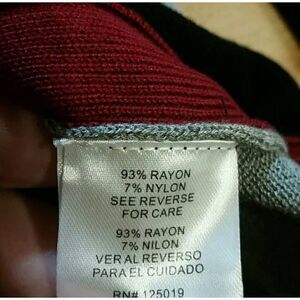 93% RAYON
7% NYLON
SEE REVERSE
FOR CARE
93% RAYON
7% NILON
VER AL REVERSO
PARA EL CUIDADO
RN# 125019